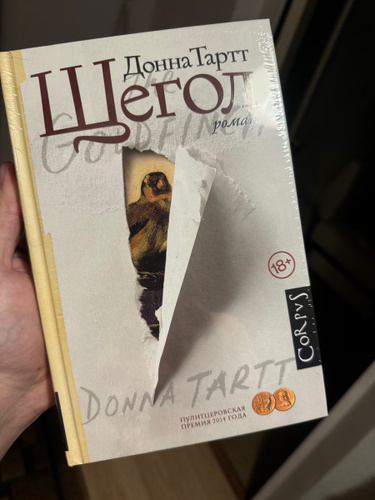 Донна Тартт
Щегол
THE
GOLDFINCH
роман
18+
CORPVS
DONNA TARTT
ПУЛИТЦЕРОВСКАЯ
ПРЕМИЯ 2014 ГОДА